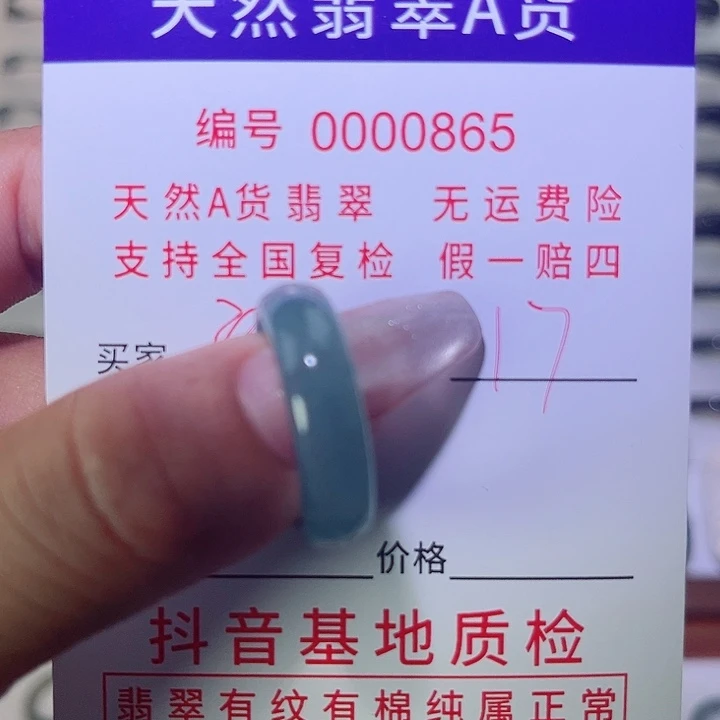 天然翡翠A货
编号 0000865
天然A货翡翠 无运费险
支持全国复检 假一赔四
买家 17
价格
抖音基地质检
翡翠有纹有棉纯属正常